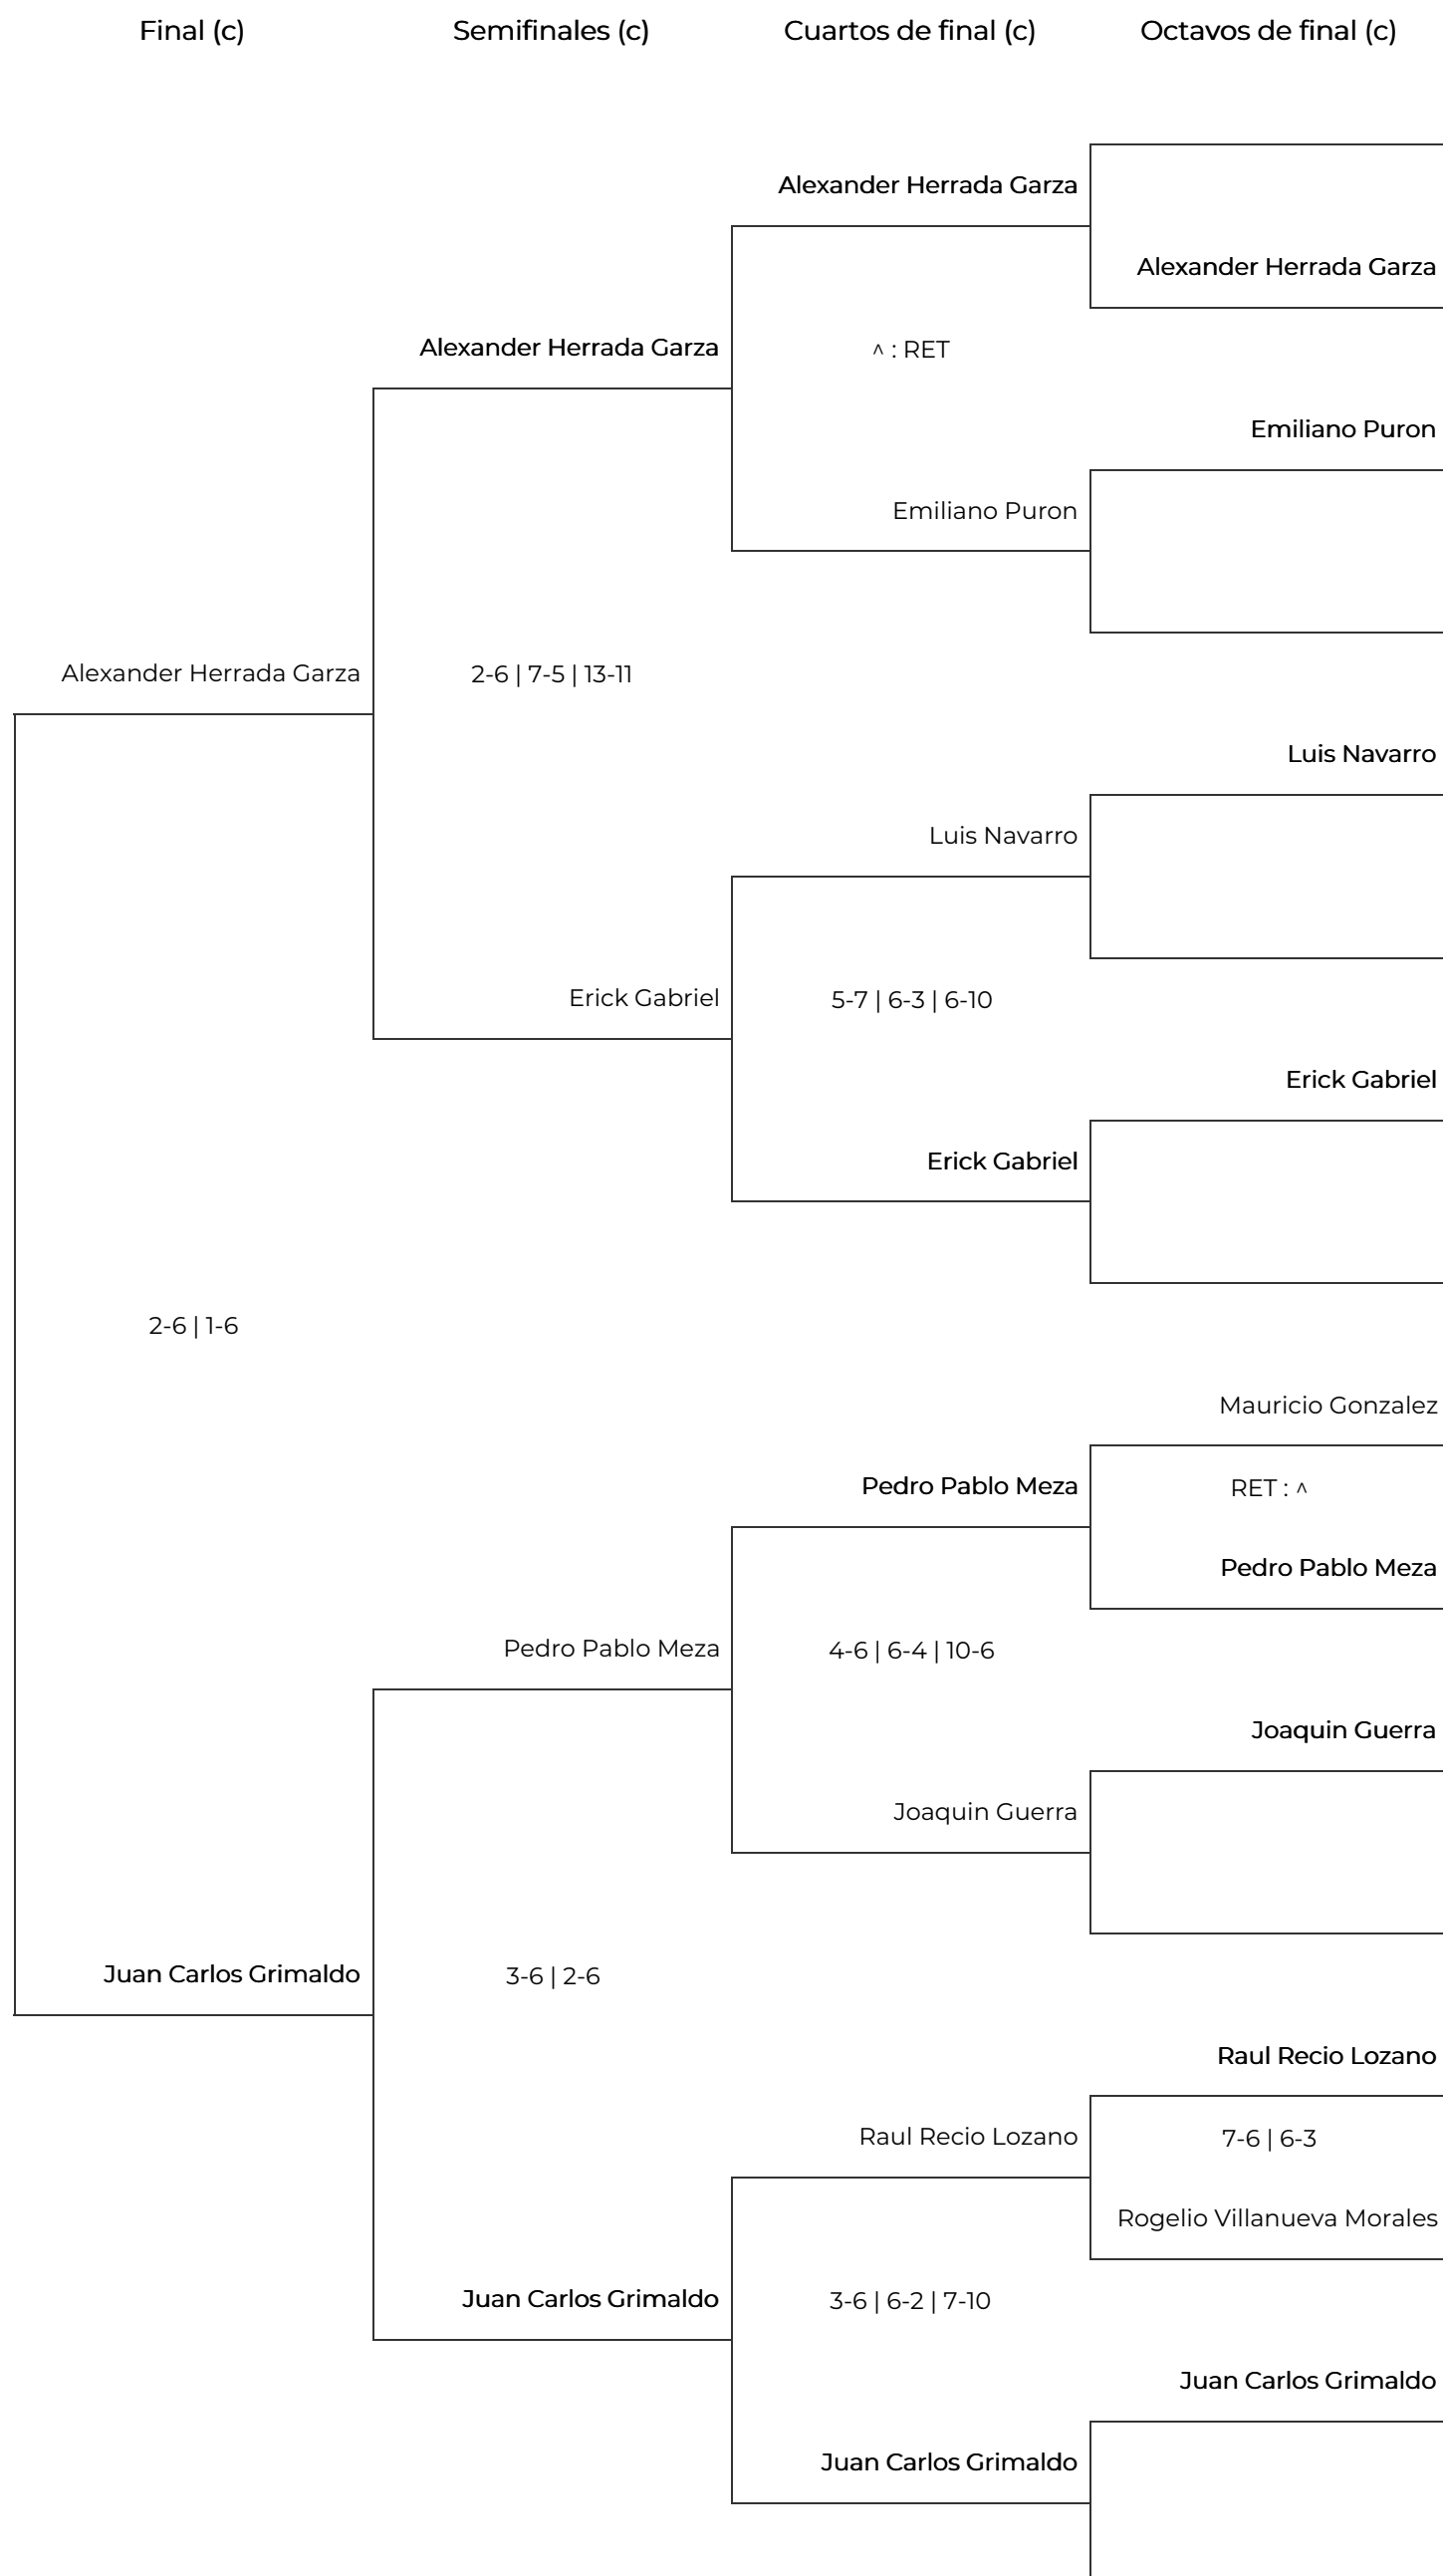 Final (c)
Semifinales (c)
Cuartos de final (c)
Octavos de final (c)
Alexander Herrada Garza
Alexander Herrada Garza
Alexander Herrada Garza
^ : RET
Emiliano Puron
Emiliano Puron
Alexander Herrada Garza
2-6 | 7-5 | 13-11
Luis Navarro
Luis Navarro
Erick Gabriel
5-7 | 6-3 | 6-10
Erick Gabriel
Erick Gabriel
2-6 | 1-6
Mauricio Gonzalez
Pedro Pablo Meza
RET : ^
Pedro Pablo Meza
Pedro Pablo Meza
4-6 | 6-4 | 10-6
Joaquin Guerra
Joaquin Guerra
Juan Carlos Grimaldo
3-6 | 2-6
Raul Recio Lozano
Raul Recio Lozano
7-6 | 6-3
Rogelio Villanueva Morales
Juan Carlos Grimaldo
3-6 | 6-2 | 7-10
Juan Carlos Grimaldo
Juan Carlos Grimaldo